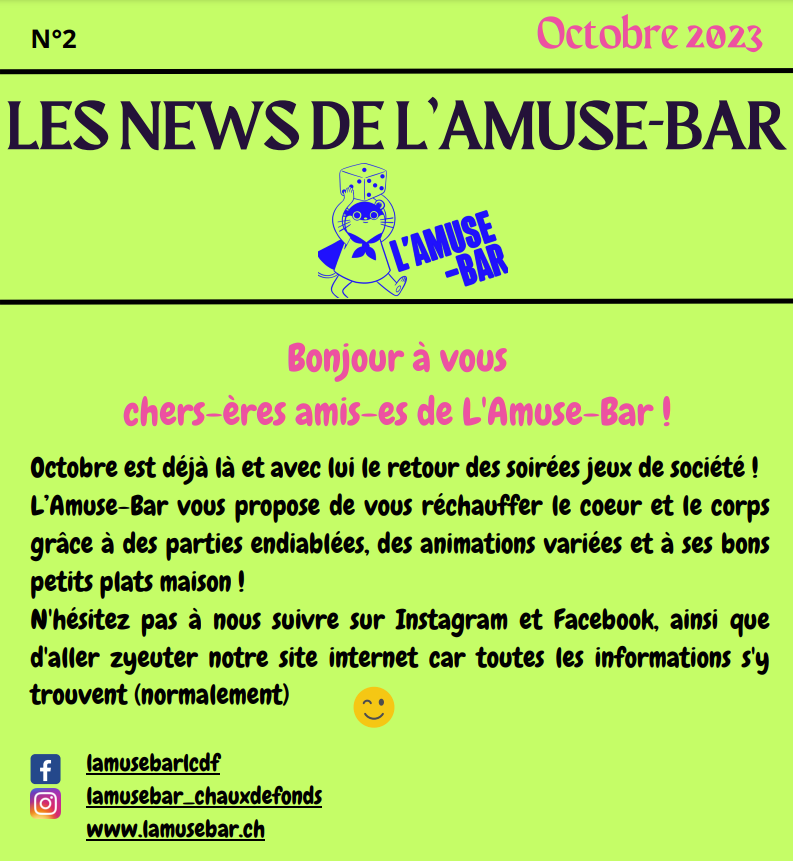 N°2
Octobre 2023
LES NEWS DE L'AMUSE-BAR
L'AMUSE
-BAR
Bonjour à vous
chers-ères amis-es de L'Amuse-Bar !
Octobre est déjà là et avec lui le retour des soirées jeux de société !
L'Amuse-Bar vous propose de vous réchauffer le coeur et le corps
grâce à des parties endiablées, des animations variées et à ses bons
petits plats maison !
N'hésitez pas à nous suivre sur Instagram et Facebook, ainsi que
d'aller zyeuter notre site internet car toutes les informations s'y
trouvent (normalement)
lamusebarlcdf
lamusebar_chauxdefonds
www.lamusebar.ch